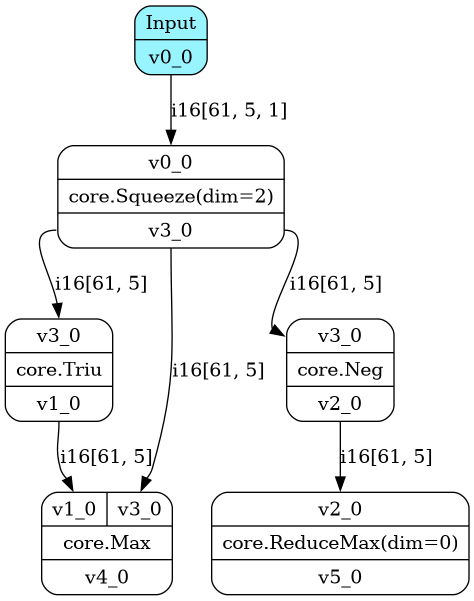 Input
v0_0
i16[61, 5, 1]
v0_0
core.Squeeze(dim=2)
v3_0
i16[61, 5]
i16[61, 5]
i16[61, 5]
v3_0
core.Triu
v1_0
v3_0
core.Neg
v2_0
i16[61, 5]
i16[61, 5]
v1_0 v3_0
core.Max
v4_0
v2_0
core.ReduceMax(dim=0)
v5_0